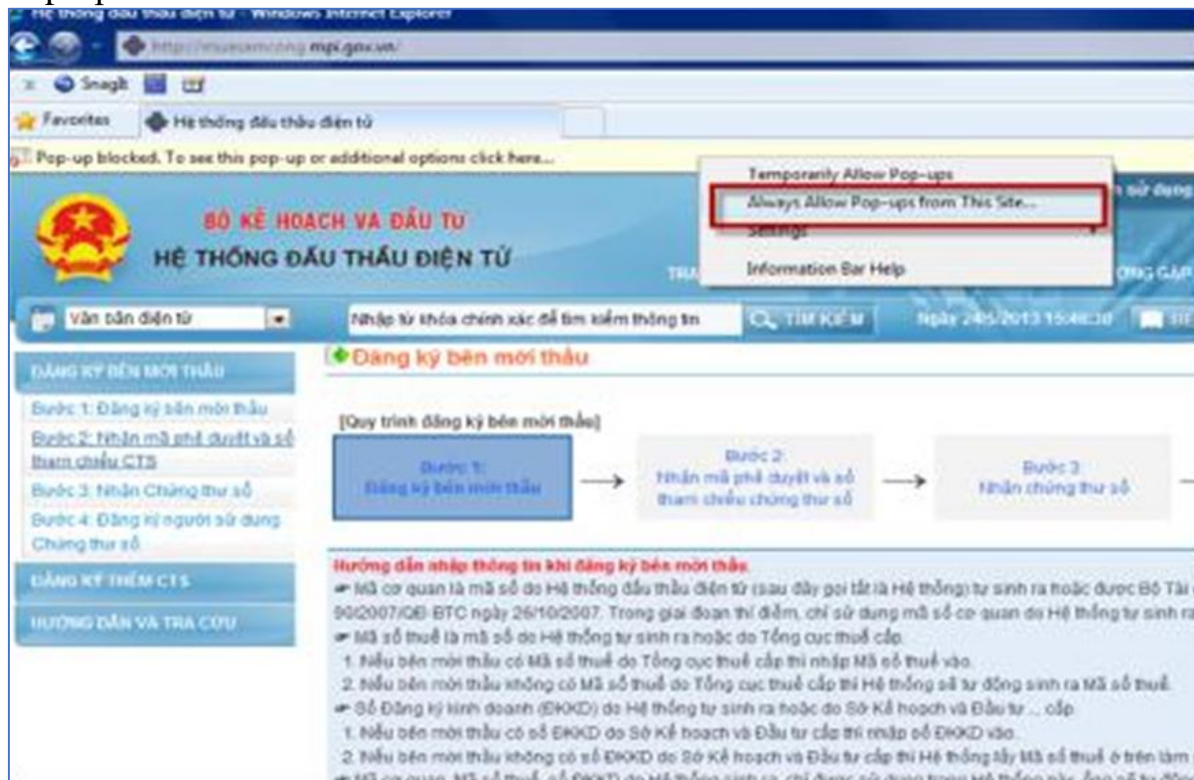 Hệ thống đấu thầu điện tử - Windows Internet Explorer
http://muasamcong.mpi.gov.vn/
Snagit
Favorites
Hệ thống đấu thầu điện tử
Pop-up blocked. To see this pop-up or additional options click here...
Temporarily Allow Pop-ups
Always Allow Pop-ups from This Site...
Settings
Information Bar Help
sử dụng
BỘ KẾ HOẠCH VÀ ĐẦU TƯ
HỆ THỐNG ĐẤU THẦU ĐIỆN TỬ
Văn bản điện tử
Nhập từ khóa chính xác để tìm kiếm thông tin
TÌM KIẾM
Ngày 24/5/2013 15:46:30
ĐĂNG KÝ BÊN MỜI THẦU
Bước 1: Đăng ký bên mời thầu
Bước 2: Nhận mã phê duyệt và số
tham chiếu CTS
Bước 3: Nhận Chứng thư số
Bước 4: Đăng ký người sử dụng
Chứng thư số
ĐĂNG KÝ THÊM CTS
HƯỚNG DẪN VÀ TRA CỨU
Đăng ký bên mời thầu
[Quy trình đăng ký bên mời thầu]
Bước 1:
Đăng ký bên mời thầu
Bước 2:
Nhận mã phê duyệt và số
tham chiếu chứng thư số
Bước 3:
Nhận chứng thư số
Hướng dẫn nhập thông tin khi đăng ký bên mời thầu
Mã cơ quan là mã số do Hệ thống đấu thầu điện tử (sau đây gọi tắt là Hệ thống) tự sinh ra hoặc được Bộ Tài
90/2007/QĐ-BTC ngày 26/10/2007. Trong giai đoạn thí điểm, chỉ sử dụng mã số cơ quan do Hệ thống tự sinh ra
Mã số thuế là mã số do Hệ thống tự sinh ra hoặc do Tổng cục thuế cấp.
1. Nếu bên mời thầu có Mã số thuế do Tổng cục thuế cấp thì nhập Mã số thuế vào.
2. Nếu bên mời thầu không có Mã số thuế do Tổng cục thuế cấp thì Hệ thống sẽ tự động sinh ra Mã số thuế.
Số Đăng ký kinh doanh (ĐKKD) do Hệ thống tự sinh ra hoặc do Sở Kế hoạch và Đầu tư ... cấp.
1. Nếu bên mời thầu có số ĐKKD do Sở Kế hoạch và Đầu tư cấp thì nhập số ĐKKD vào.
2. Nếu bên mời thầu không có số ĐKKD do Sở Kế hoạch và Đầu tư cấp thì Hệ thống lấy Mã số thuế ở trên làm